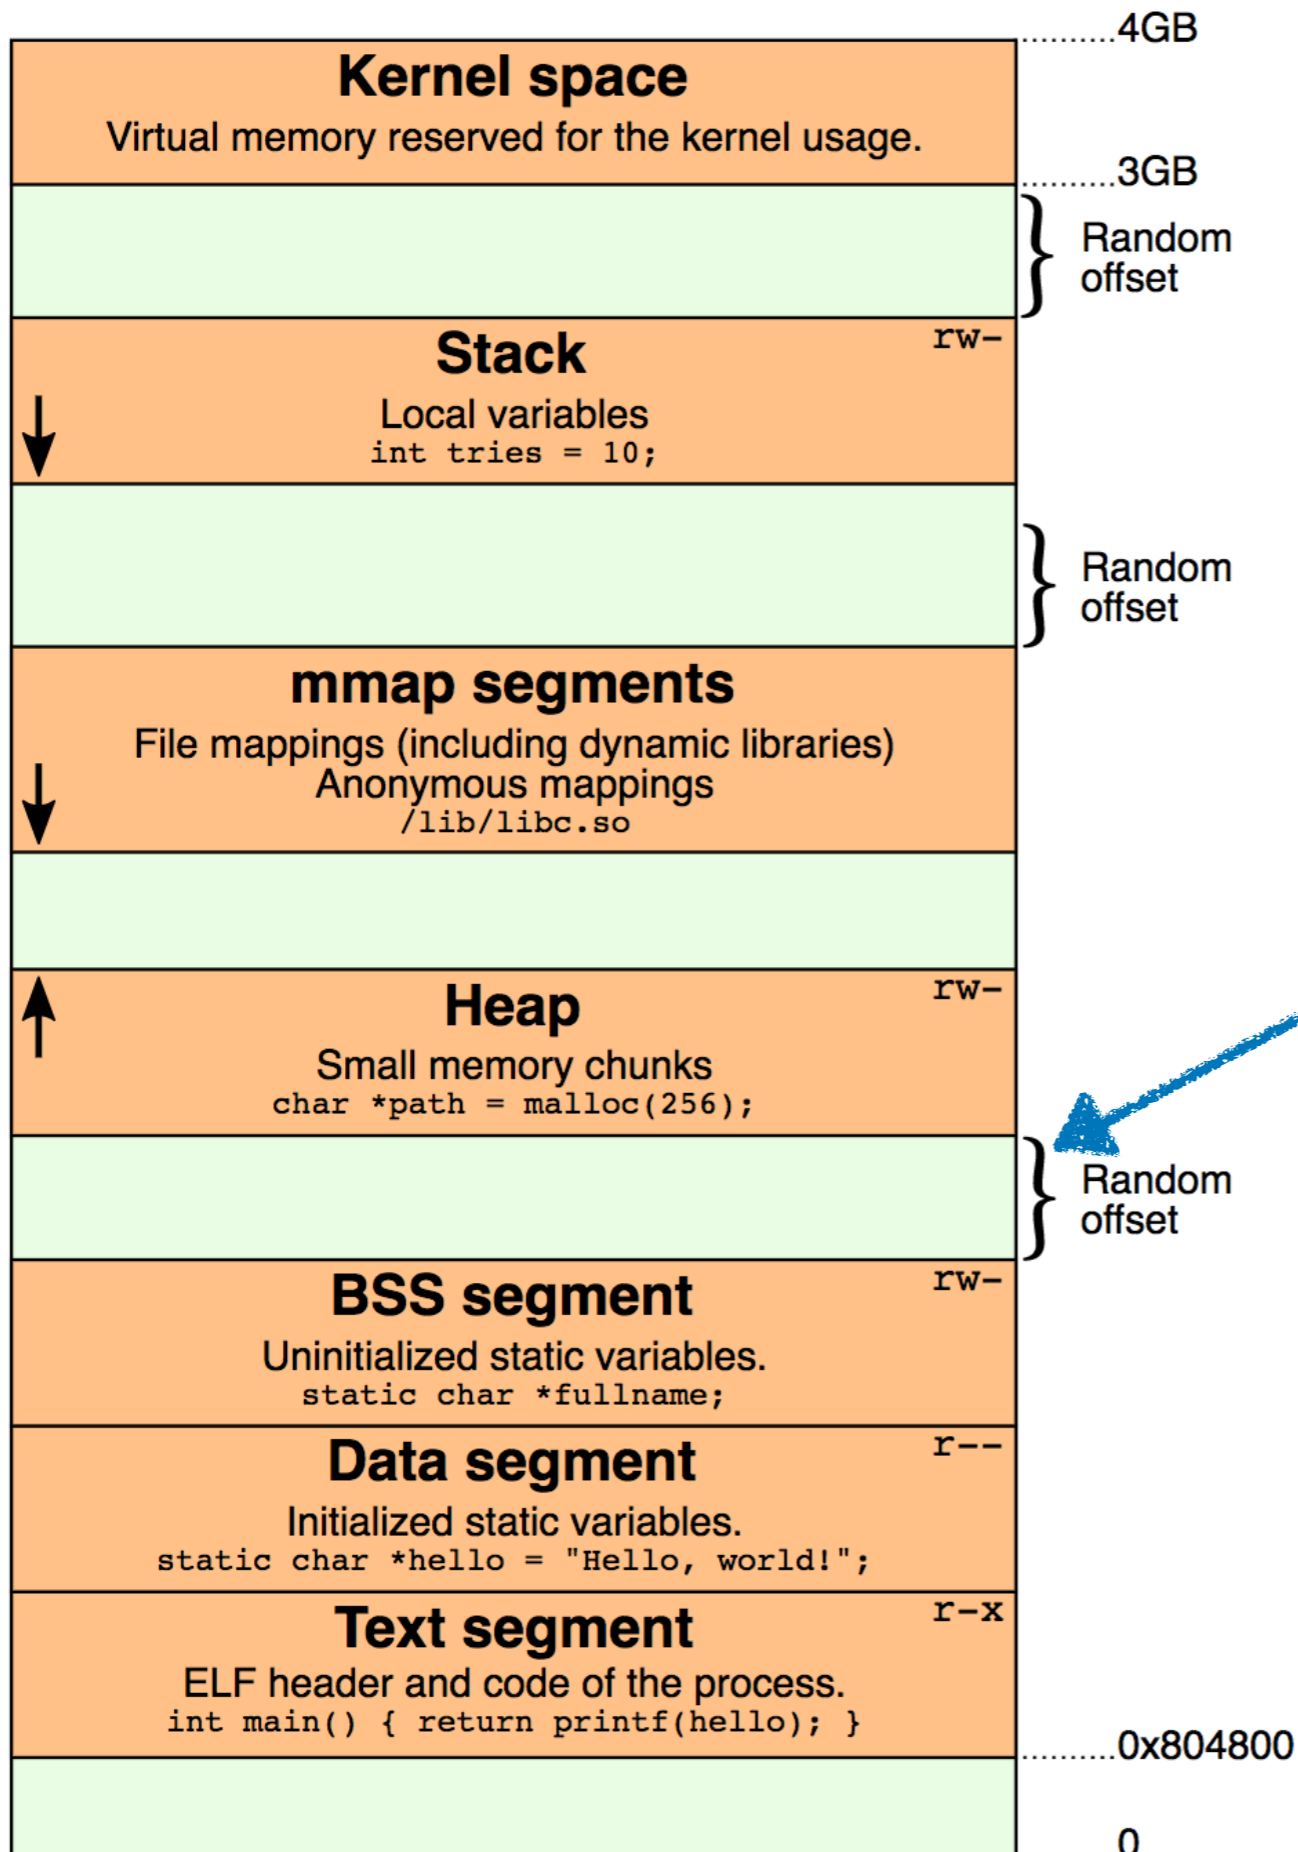 4GB
Kernel space
Virtual memory reserved for the kernel usage.
3GB
Random
offset
rw-
Stack
Local variables
int tries = 10;
Random
offset
mmap segments
File mappings (including dynamic libraries)
Anonymous mappings
/lib/libc.so
rw-
Heap
Small memory chunks
char *path = malloc(256);
Random
offset
rw-
BSS segment
Uninitialized static variables.
static char *fullname;
r--
Data segment
Initialized static variables.
static char *hello = "Hello, world!";
r-x
Text segment
ELF header and code of the process.
int main() { return printf(hello); }
0x804800
0